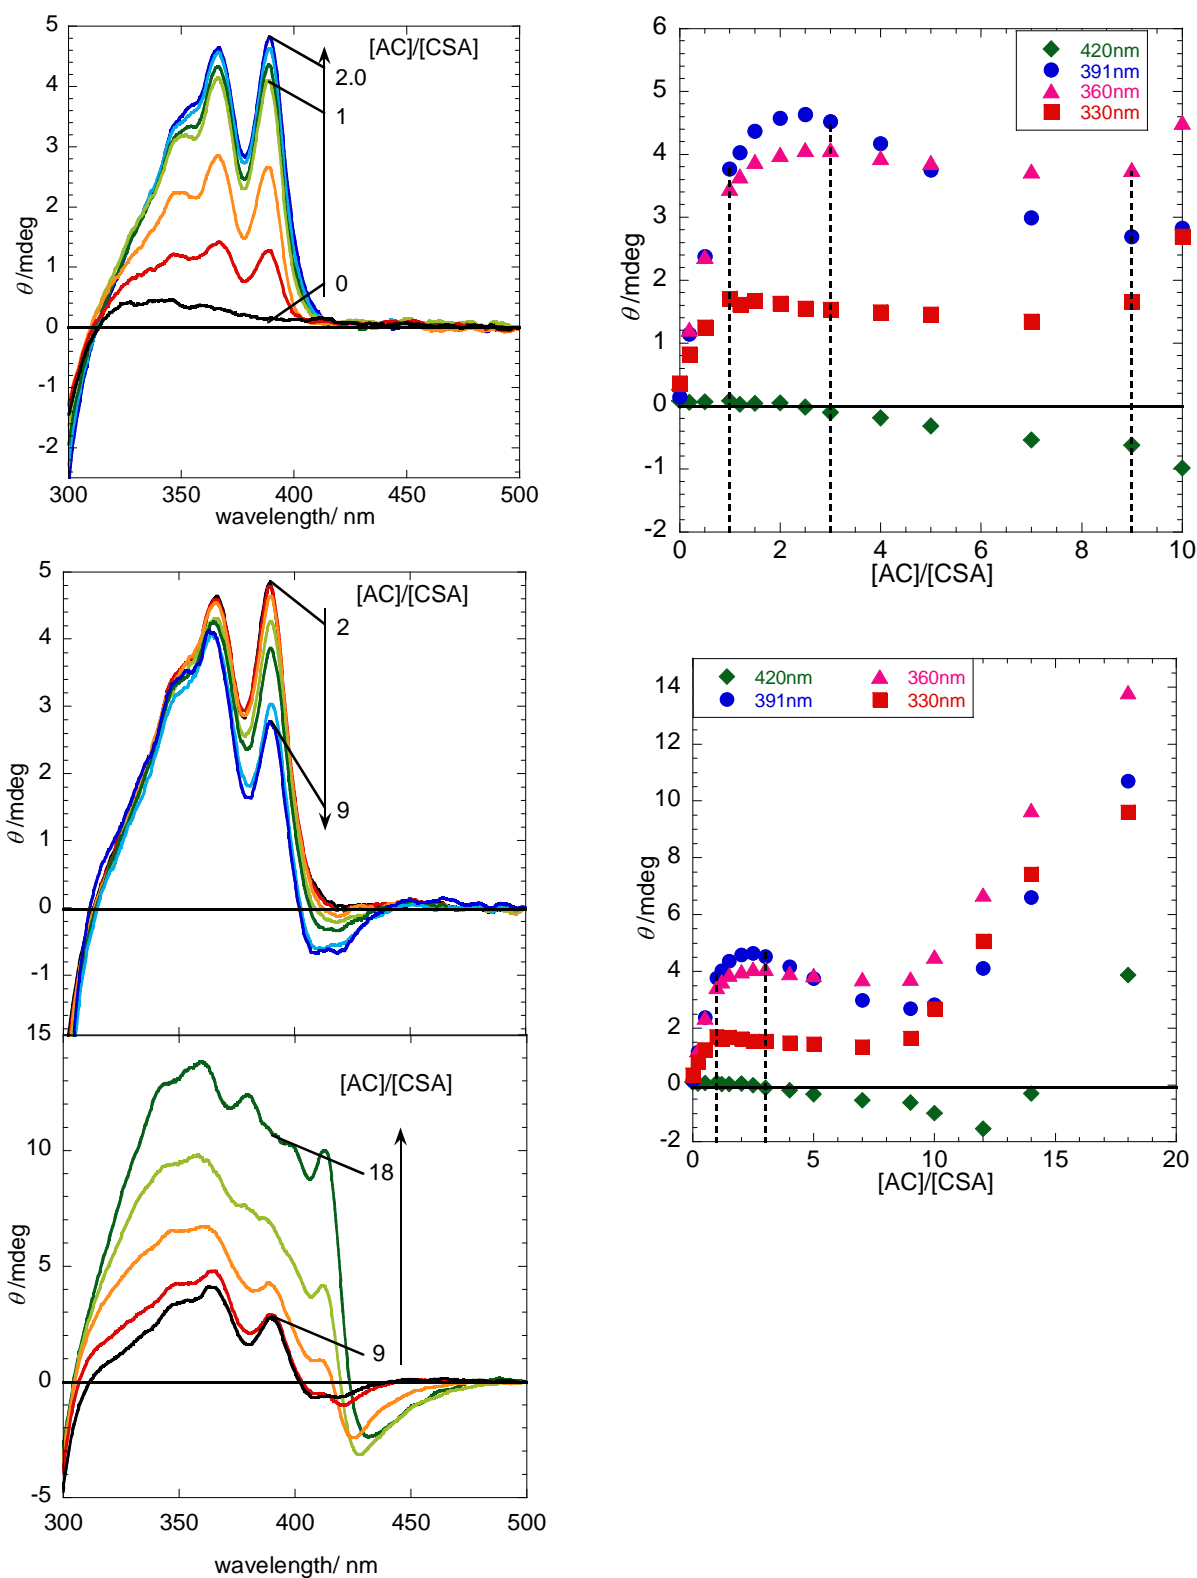 [AC]/[CSA]
5
4
3
2
1
0
-1
-2
2.0
1
0
θ /mdeg
300 350 400 450 500
wavelength/ nm
6
5
4
3
2
1
0
-1
-2
420nm
391nm
360nm
330nm
θ /mdeg
0 2 4 6 8 10
[AC]/[CSA]
5
4
3
2
1
0
-1
[AC]/[CSA]
2
9
θ /mdeg
15
10
5
0
-5
[AC]/[CSA]
18
9
θ /mdeg
300 350 400 450 500
wavelength/ nm
14
12
10
8
6
4
2
0
-2
420nm 360nm
391nm 330nm
θ /mdeg
0 5 10 15 20
[AC]/[CSA]